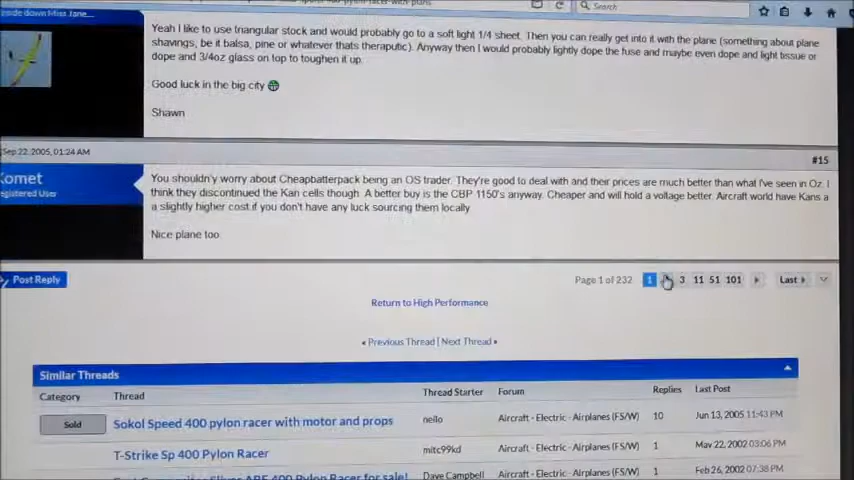 side down Miss Jane...
Search
Yeah I like to use triangular stock and would probably go to a soft light 1/4 sheet. Then you can really get into it with the plane (something about plane
shavings, be it balsa, pine or whatever thats theraputic). Anyway then I would probably lightly dope the fuse and maybe even dope and light tissue or
dope and 3/4oz glass on top to toughen it up.
Good luck in the big city
Shawn
Sep 22, 2005, 01:24 AM
#15
Komet
egistered User
You shouldn'y worry about Cheapbatterpack being an OS trader. They're good to deal with and their prices are much better than what I've seen in Oz. I
think they discontinued the Kan cells though. A better buy is the CBP 1150's anyway. Cheaper and will hold a voltage better. Aircraft world have Kans a
a slightly higher cost if you don't have any luck sourcing them locally
Nice plane too
Post Reply
Page 1 of 232 1 3 11 51 101 Last
Return to High Performance
« Previous Thread | Next Thread »
Similar Threads
Category Thread Thread Starter Forum Replies Last Post
Sold Sokol Speed 400 pylon racer with motor and props neilo Aircraft - Electric - Airplanes (FS/W) 10 Jun 13, 2005 11:43 PM
T-Strike Sp 400 Pylon Racer mitc99kd Aircraft - Electric - Airplanes (FS/W) 1 May 22, 2002 03:06 PM
ARF 400 Pylon Racer for sale! Dave Campbell Aircraft - Electric - Airplanes (FS/W) 1 Feb 26, 2002 07:38 PM